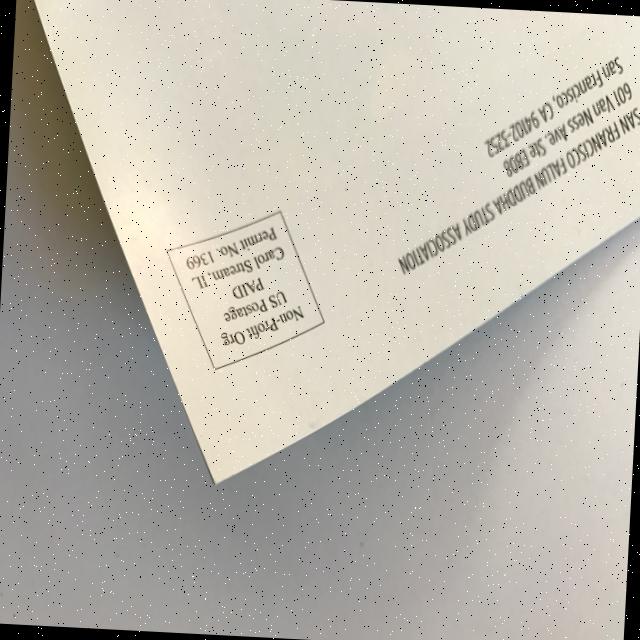 SAN FRANCISCO FALUN BUDDHA STUDY ASSOCIATION
601 Van Ness Ave. Ste E898
San Francisco, CA 94102-3252
Non-Profit Org
US Postage
PAID
Carol Stream, IL
Permit No. 1369